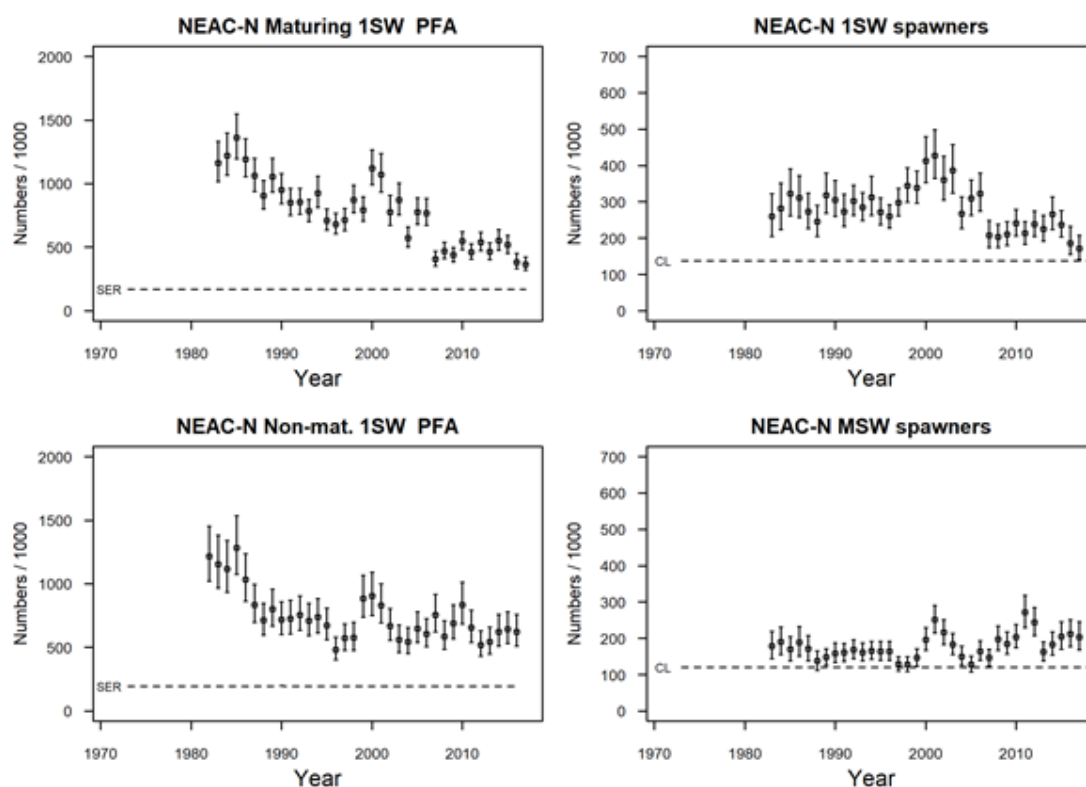 NEAC-N Maturing 1SW PFA
2000
1500
1000
500
0
Numbers / 1000
SER
1970 1980 1990 2000 2010
Year
NEAC-N 1SW spawners
700
600
500
400
300
200
100
0
Numbers / 1000
CL
1970 1980 1990 2000 2010
Year
NEAC-N Non-mat. 1SW PFA
2000
1500
1000
500
0
Numbers / 1000
SER
1970 1980 1990 2000 2010
Year
NEAC-N MSW spawners
700
600
500
400
300
200
100
0
Numbers / 1000
CL
1970 1980 1990 2000 2010
Year